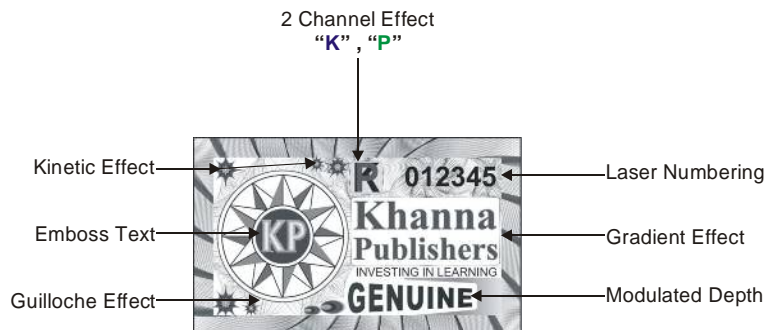 2 Channel Effect
“K” , “P”
Kinetic Effect
012345
Laser Numbering
Emboss Text
KP
Khanna
Publishers
Gradient Effect
INVESTING IN LEARNING
Guilloche Effect
GENUINE
Modulated Depth